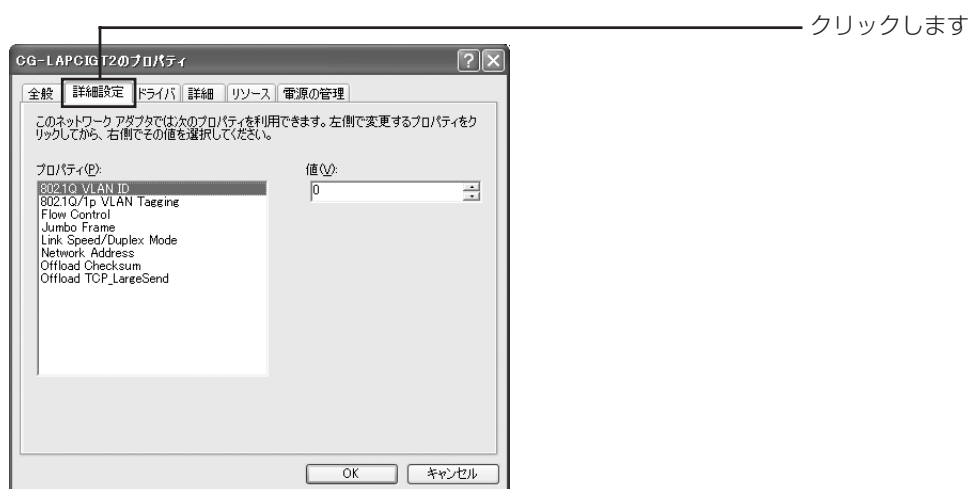 クリックします
CG-LAPCIGT2のプロパティ
全般 詳細設定 ドライバ 詳細 リソース 電源の管理
このネットワーク アダプタでは次のプロパティを利用できます。左側で変更するプロパティをク
リックしてから、右側でその値を選択してください。
プロパティ(P):
値(V):
802.1Q VLAN ID
0
802.1Q/1p VLAN Tagging
Flow Control
Jumbo Frame
Link Speed/Duplex Mode
Network Address
Offload Checksum
Offload TCP_LargeSend
OK キャンセル